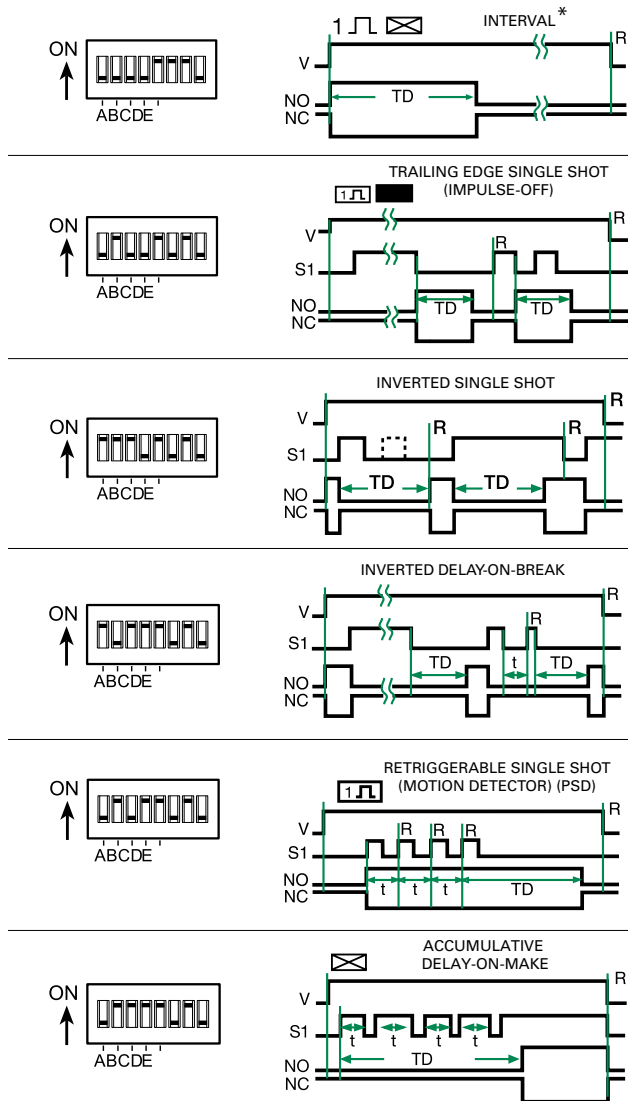 INTERVAL*
1
ON
V
R
NO
NC
TD
ABCDE
TRAILING EDGE SINGLE SHOT
(IMPULSE-OFF)
1
ON
V
R
S1
R
NO
NC
TD
TD
ABCDE
INVERTED SINGLE SHOT
ON
V
R
S1
R
R
NO
NC
TD
TD
ABCDE
INVERTED DELAY-ON-BREAK
ON
V
R
S1
R
TD
t
TD
NO
NC
ABCDE
RETRIGGERABLE SINGLE SHOT
(MOTION DETECTOR) (PSD)
1
ON
V
R
R
R
R
S1
NO
NC
t
t
t
TD
ABCDE
ACCUMULATIVE
DELAY-ON-MAKE
ON
V
R
S1
t
t
t
t
TD
NO
NC
ABCDE